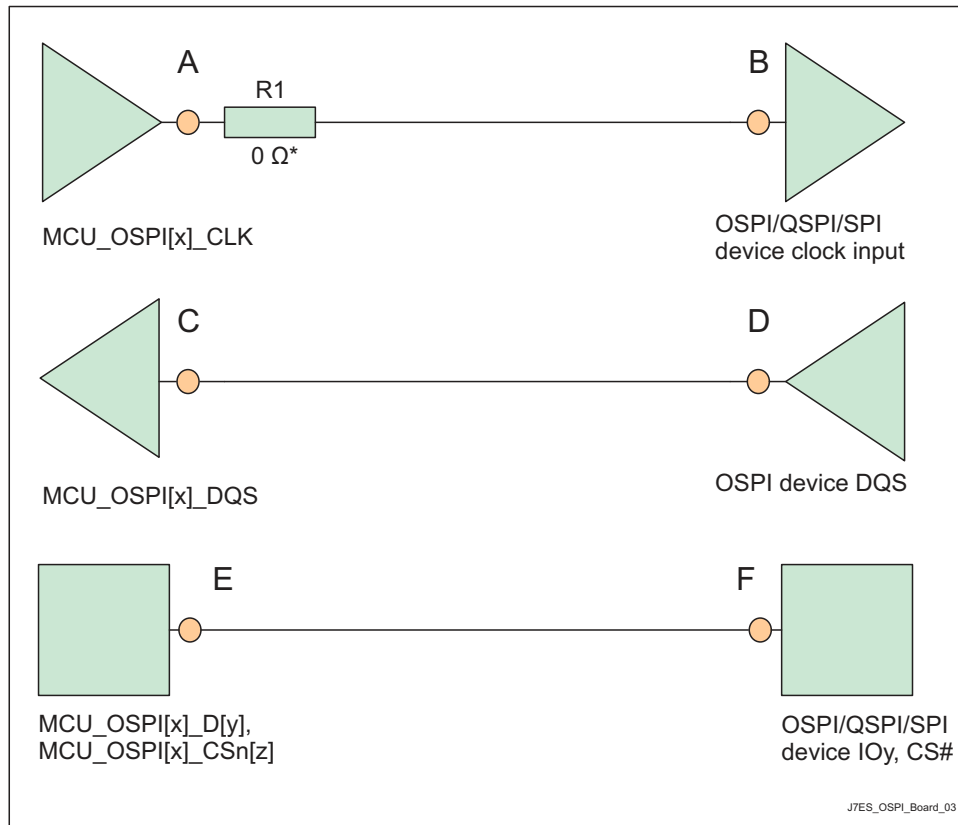 A
R1
0 Ω*
B
MCU_OSPI[x]_CLK
OSPI/QSPI/SPI
device clock input
C
D
MCU_OSPI[x]_DQS
OSPI device DQS
E
F
MCU_OSPI[x]_D[y],
MCU_OSPI[x]_CSn[z]
OSPI/QSPI/SPI
device IOy, CS#
J7ES_OSPI_Board_03